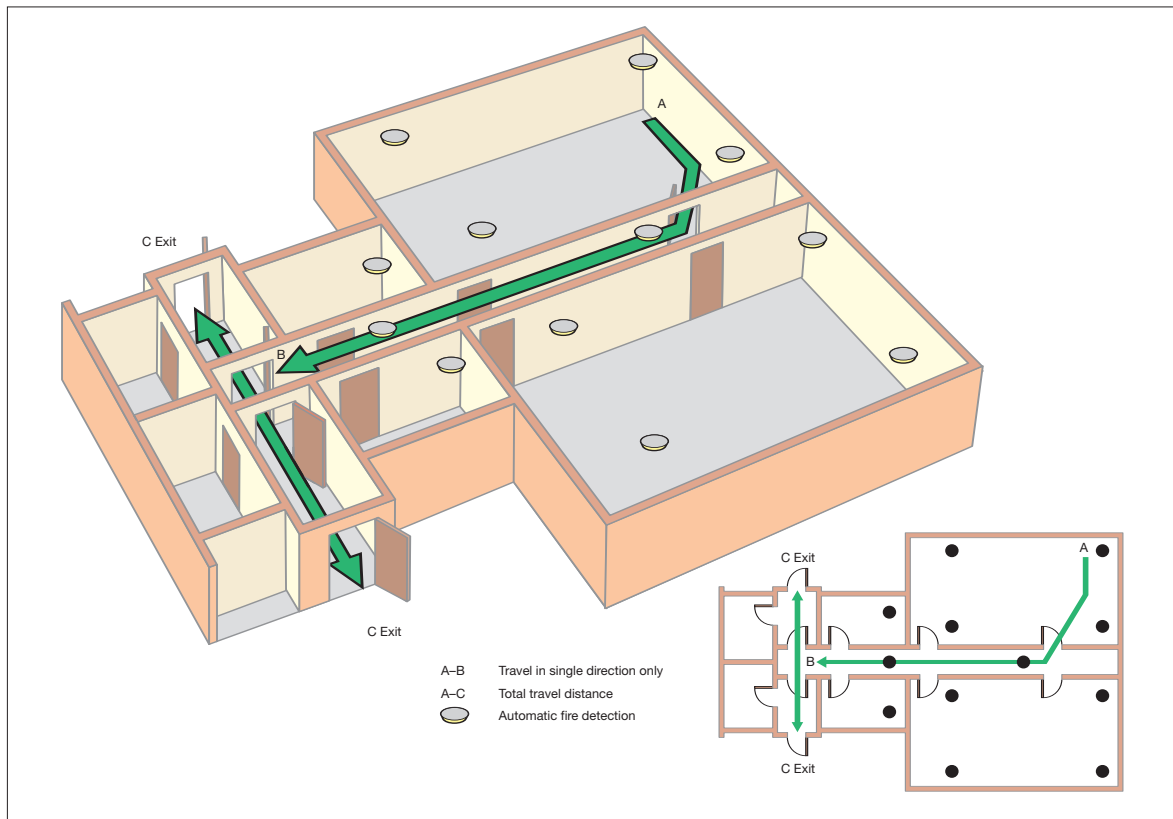 A
C Exit
B
C Exit
A–B Travel in single direction only
A–C Total travel distance
Automatic fire detection
C Exit
A
B
C Exit